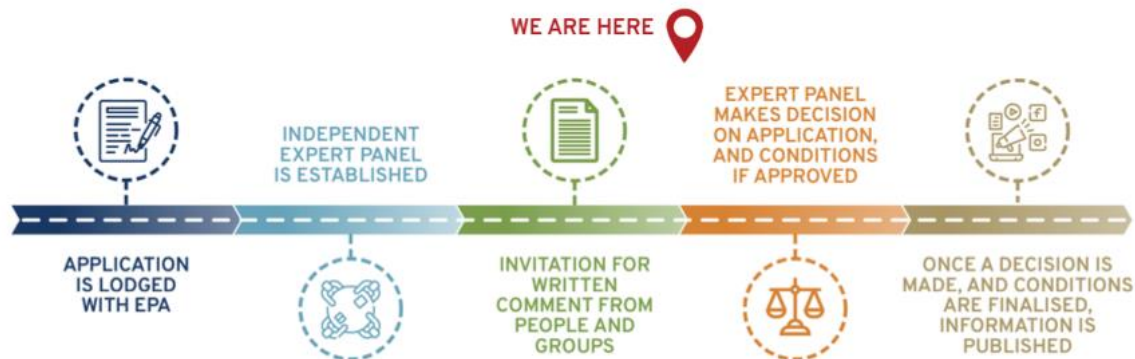 WE ARE HERE
APPLICATION
IS LODGED
WITH EPA
INDEPENDENT
EXPERT PANEL
IS ESTABLISHED
INVITATION FOR
WRITTEN
COMMENT FROM
PEOPLE AND
GROUPS
EXPERT PANEL
MAKES DECISION
ON APPLICATION,
AND CONDITIONS
IF APPROVED
ONCE A DECISION IS
MADE, AND CONDITIONS
ARE FINALISED,
INFORMATION IS
PUBLISHED